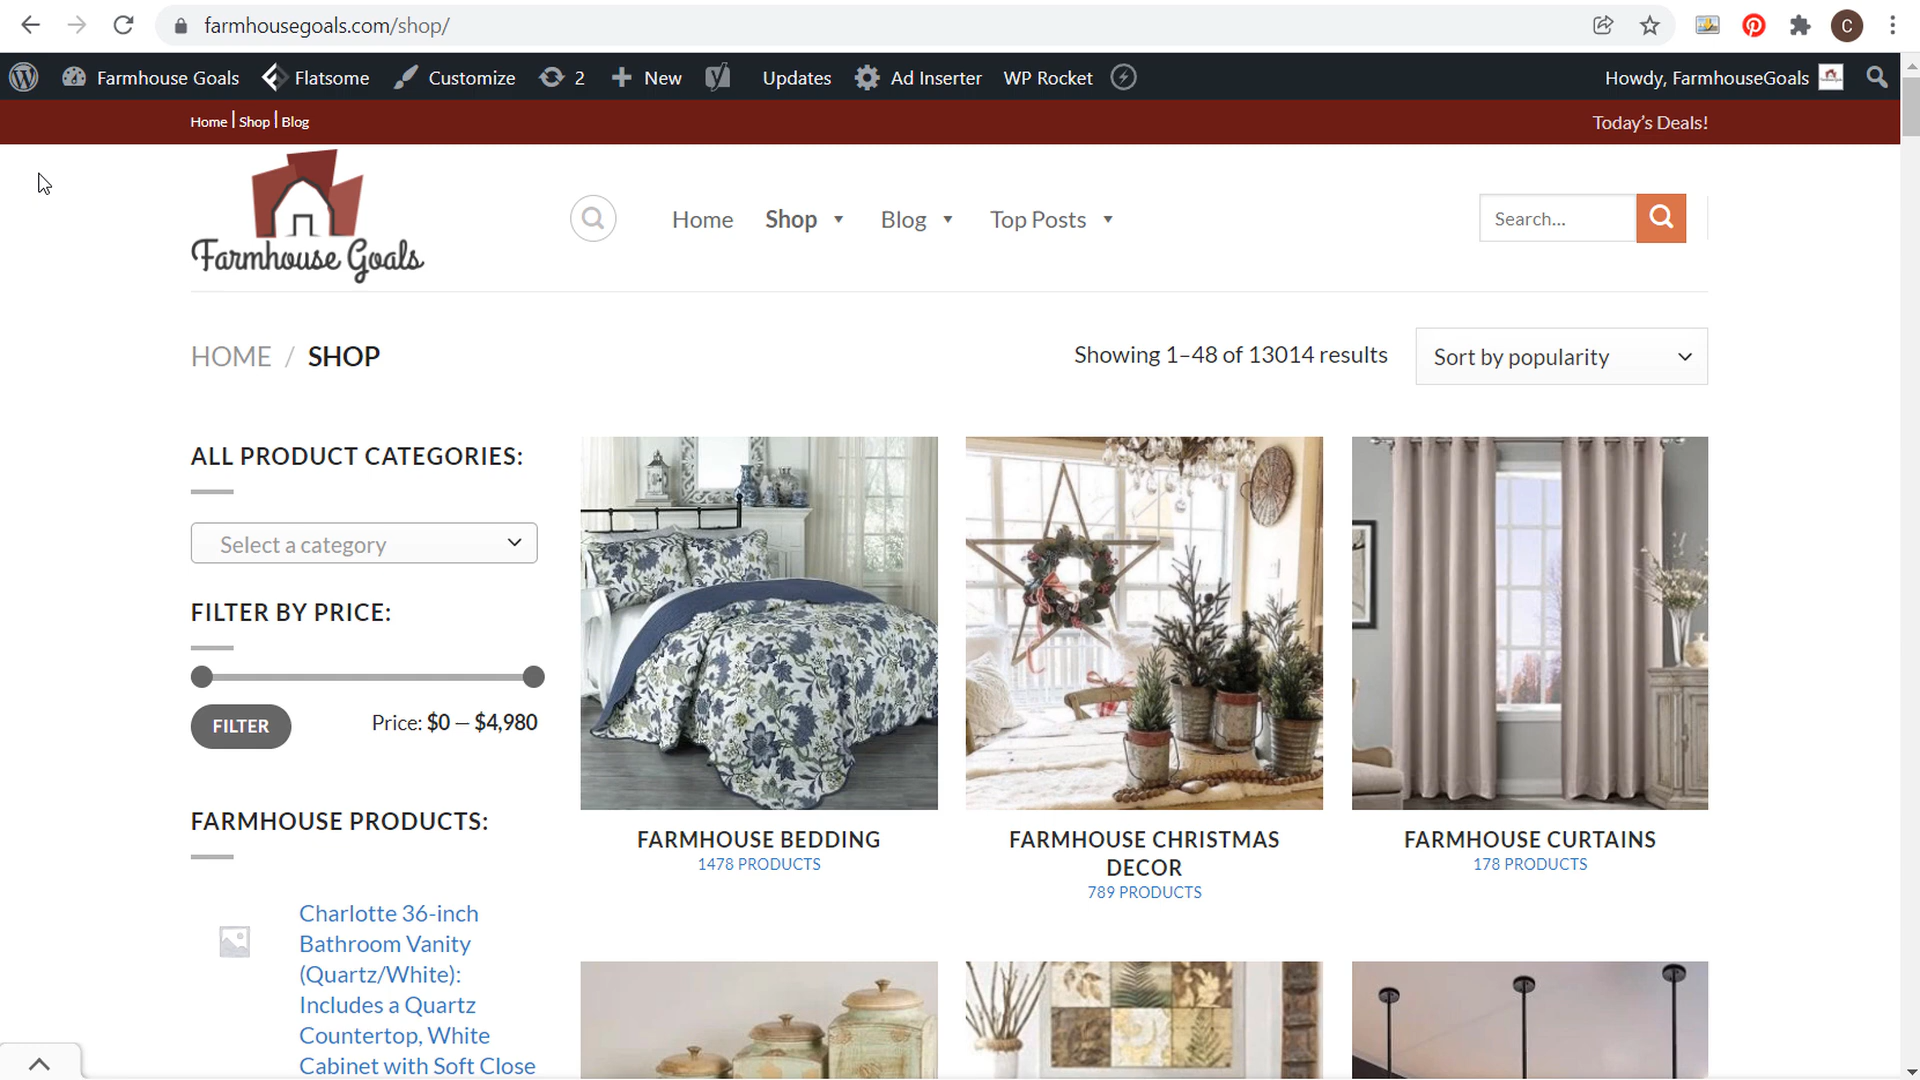 farmhousegoals.com/shop/
C
Farmhouse Goals
Flatsome
Customize
2
New
Updates
Ad Inserter
WP Rocket
Howdy, FarmhouseGoals
Home | Shop | Blog
Today's Deals!
Farmhouse Goals
Home
Shop
Blog
Top Posts
Search...
HOME / SHOP
Showing 1–48 of 13014 results
Sort by popularity
ALL PRODUCT CATEGORIES:
Select a category
FILTER BY PRICE:
FILTER
Price: $0 — $4,980
FARMHOUSE PRODUCTS:
Charlotte 36-inch
Bathroom Vanity
(Quartz/White):
Includes a Quartz
Countertop, White
Cabinet with Soft Close
FARMHOUSE BEDDING
1478 PRODUCTS
FARMHOUSE CHRISTMAS
DECOR
789 PRODUCTS
FARMHOUSE CURTAINS
178 PRODUCTS